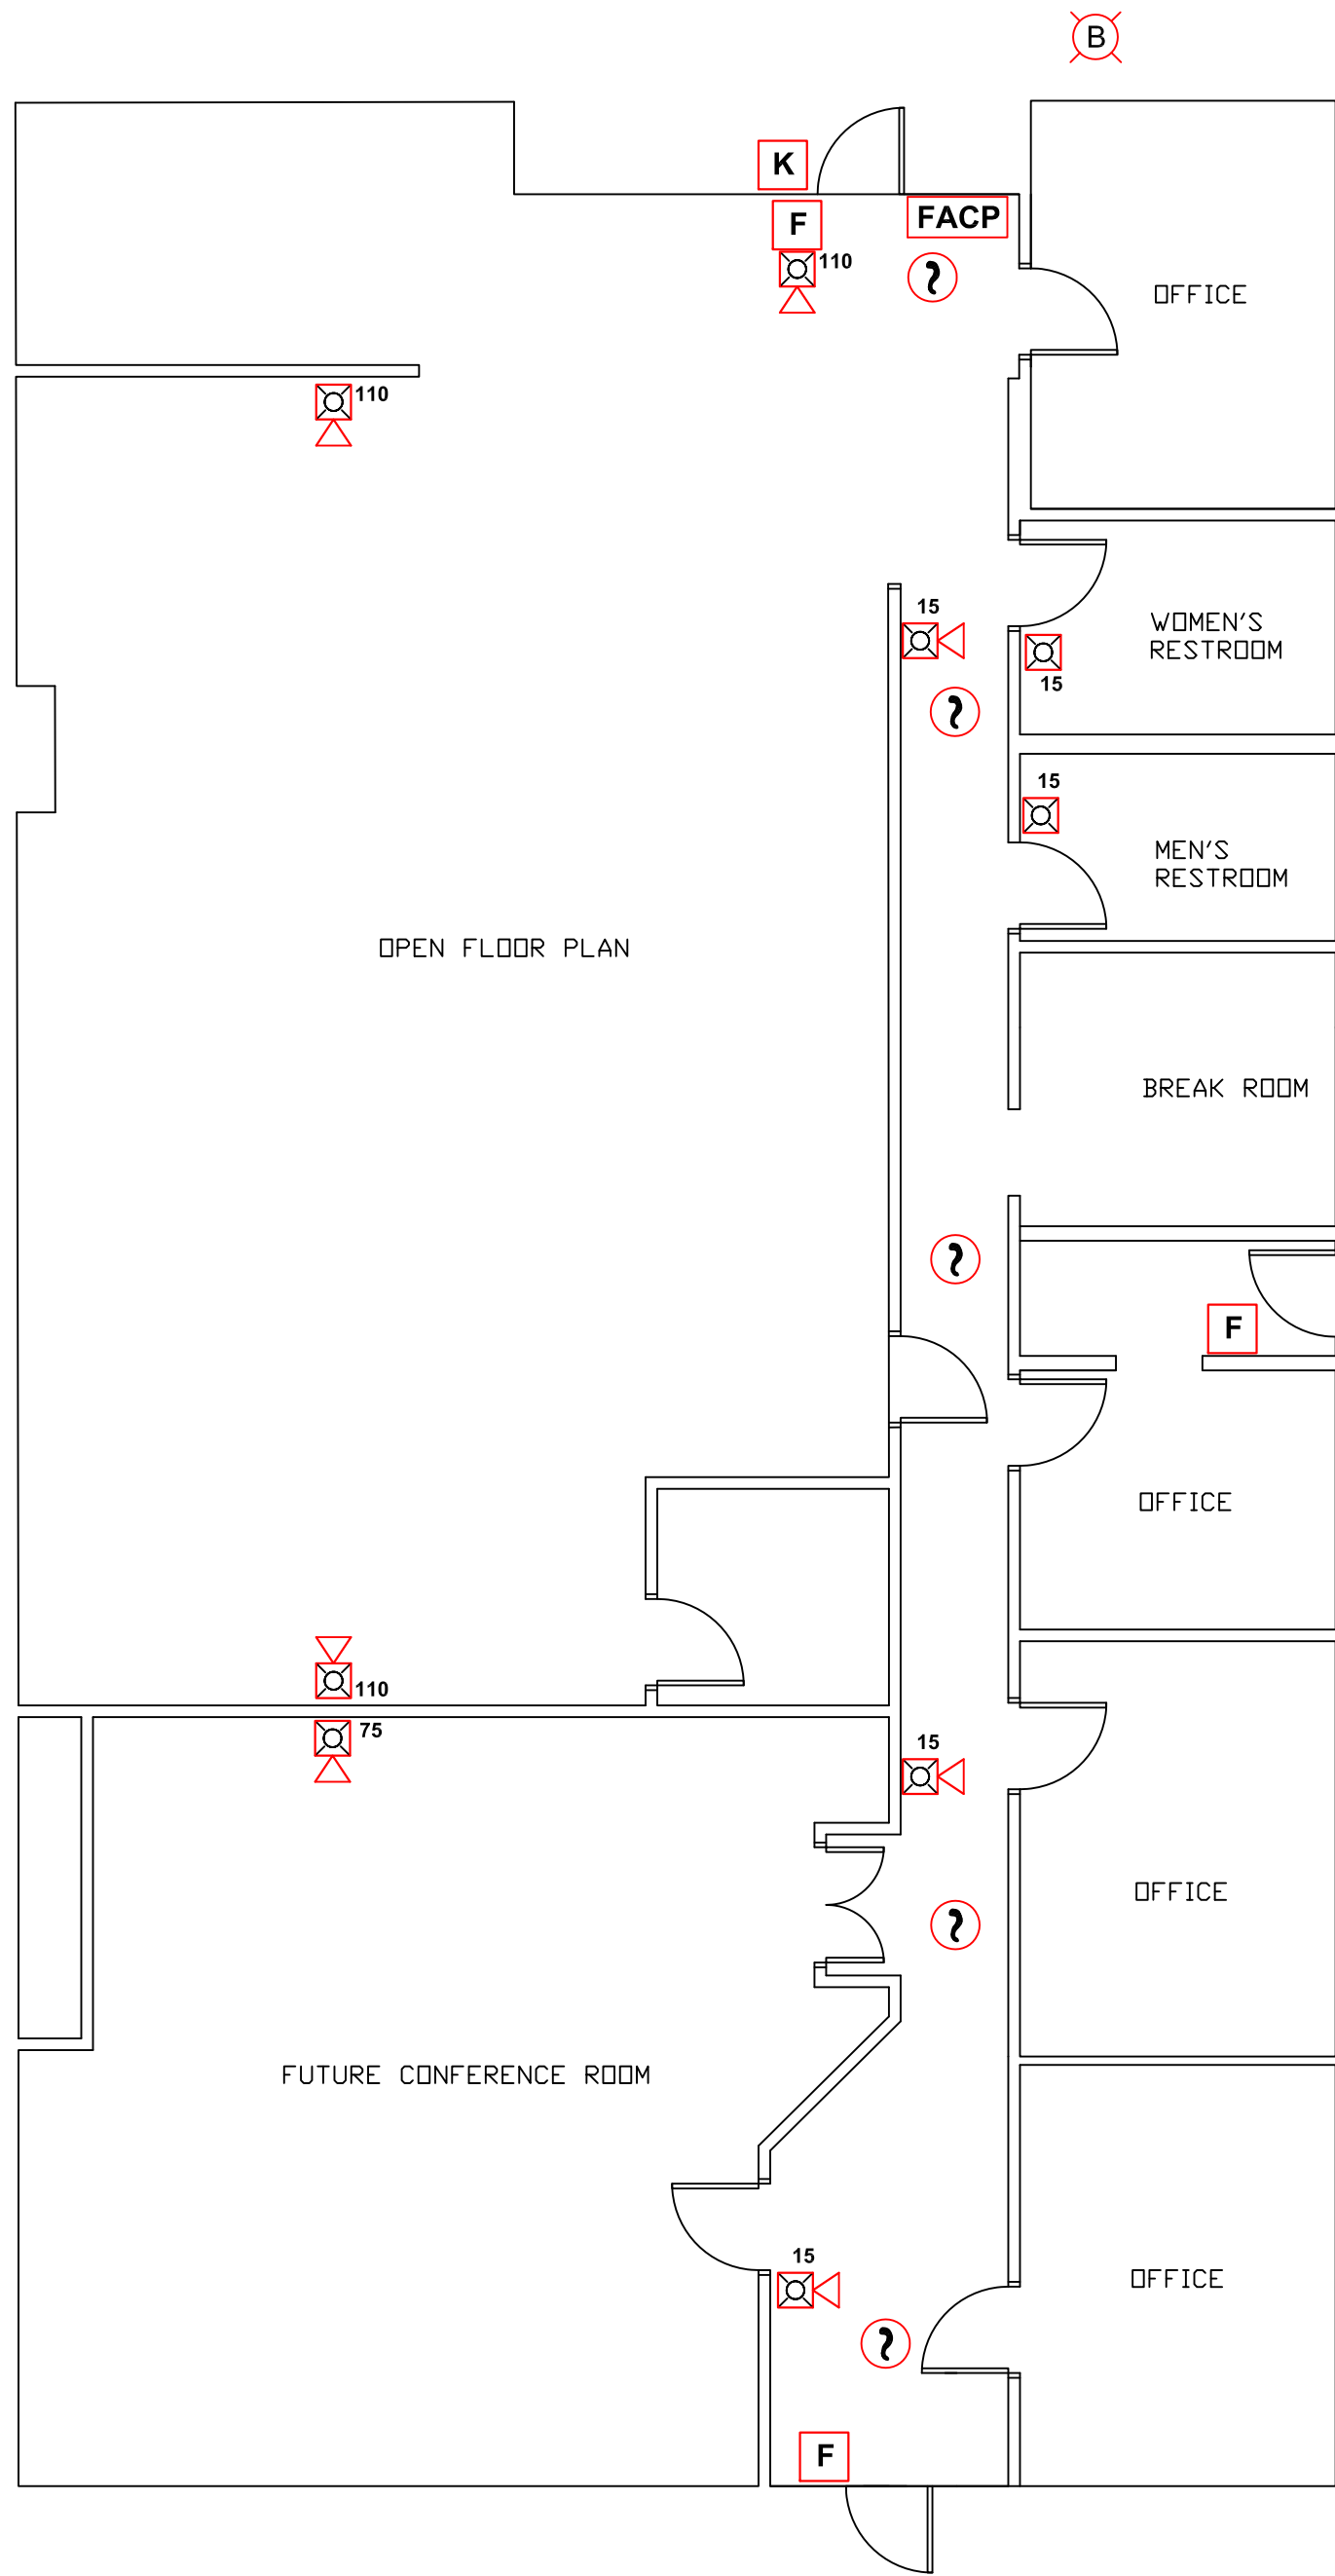 B
K
F
FACP
110
OFFICE
110
15
WOMEN'S
RESTROOM
15
15
MEN'S
RESTROOM
OPEN FLOOR PLAN
BREAK ROOM
F
OFFICE
110
75
15
OFFICE
FUTURE CONFERENCE ROOM
15
OFFICE
F